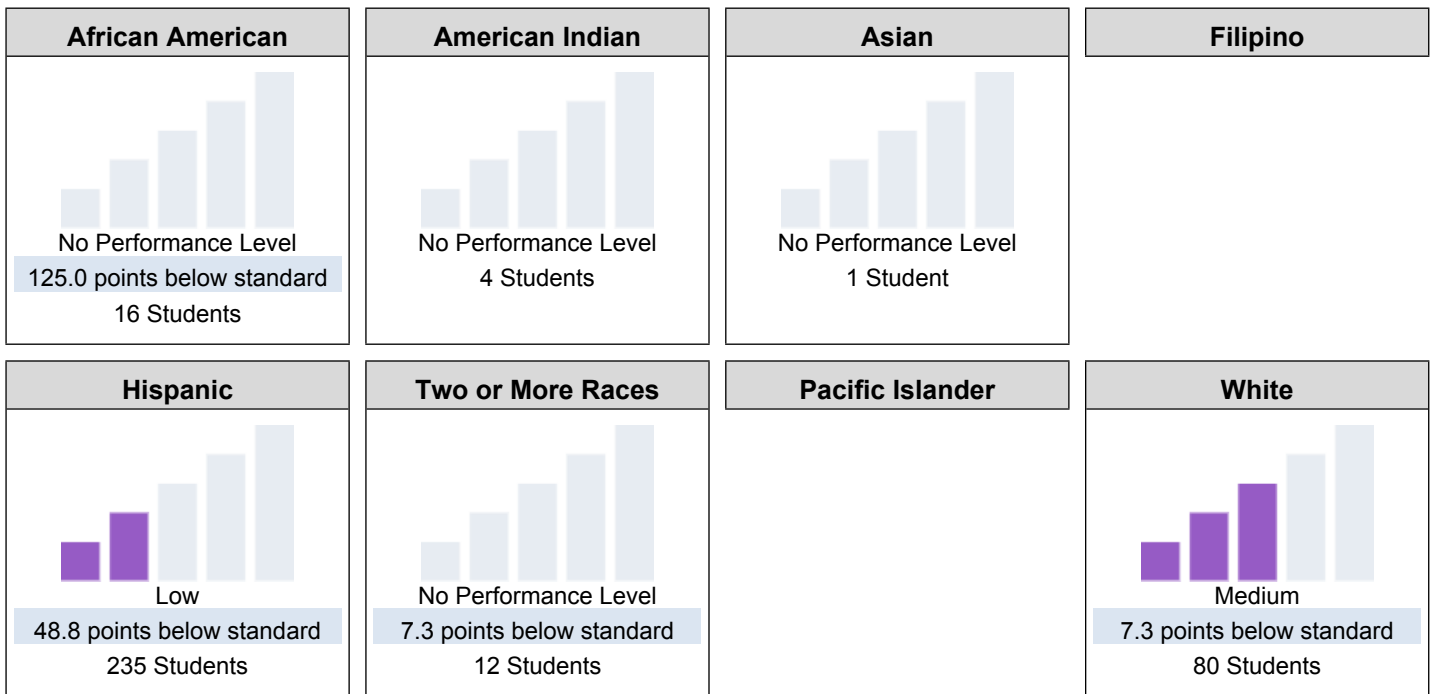 African American
No Performance Level
125.0 points below standard
16 Students
American Indian
No Performance Level
4 Students
Asian
No Performance Level
1 Student
Filipino
Hispanic
Low
48.8 points below standard
235 Students
Two or More Races
No Performance Level
7.3 points below standard
12 Students
Pacific Islander
White
Medium
7.3 points below standard
80 Students